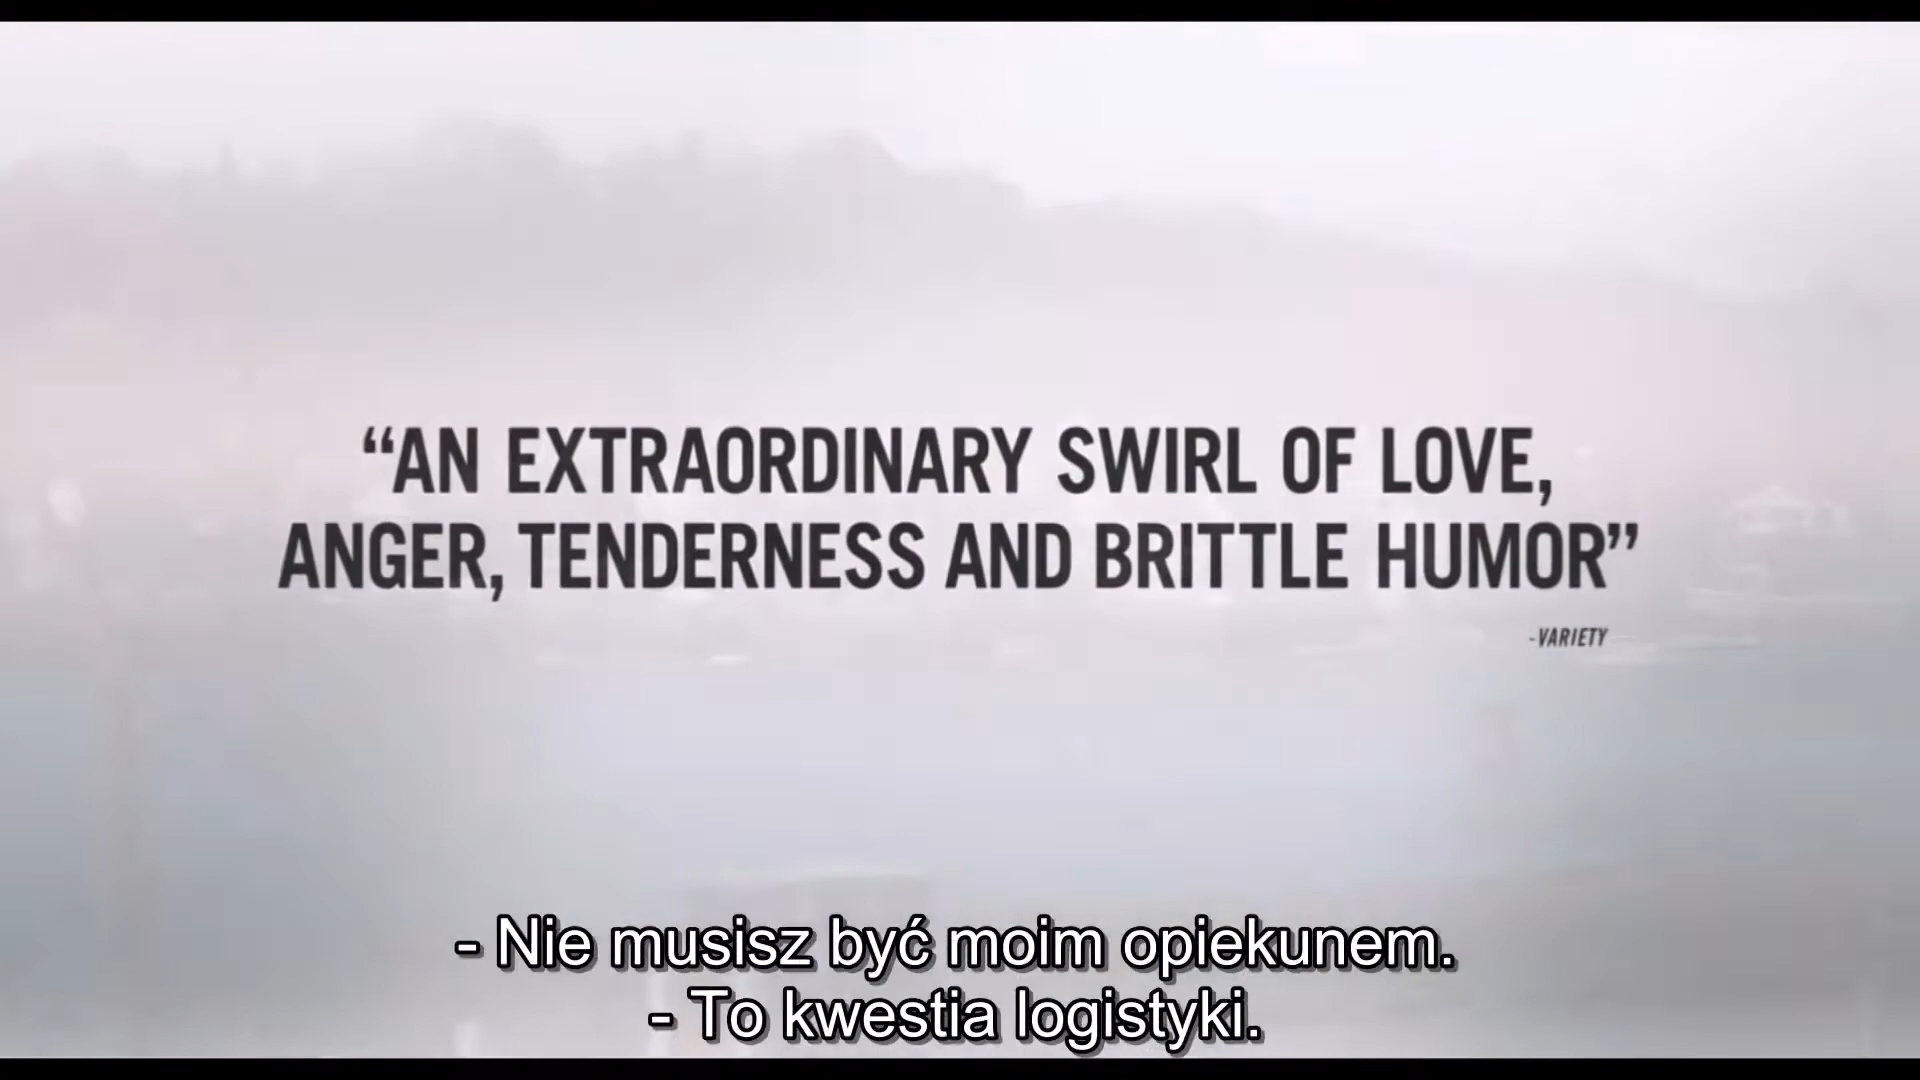 “AN EXTRAORDINARY SWIRL OF LOVE,
ANGER, TENDERNESS AND BRITTLE HUMOR”
-VARIETY
- Nie musisz być moim opiekunem.
- To kwestia logistyki.